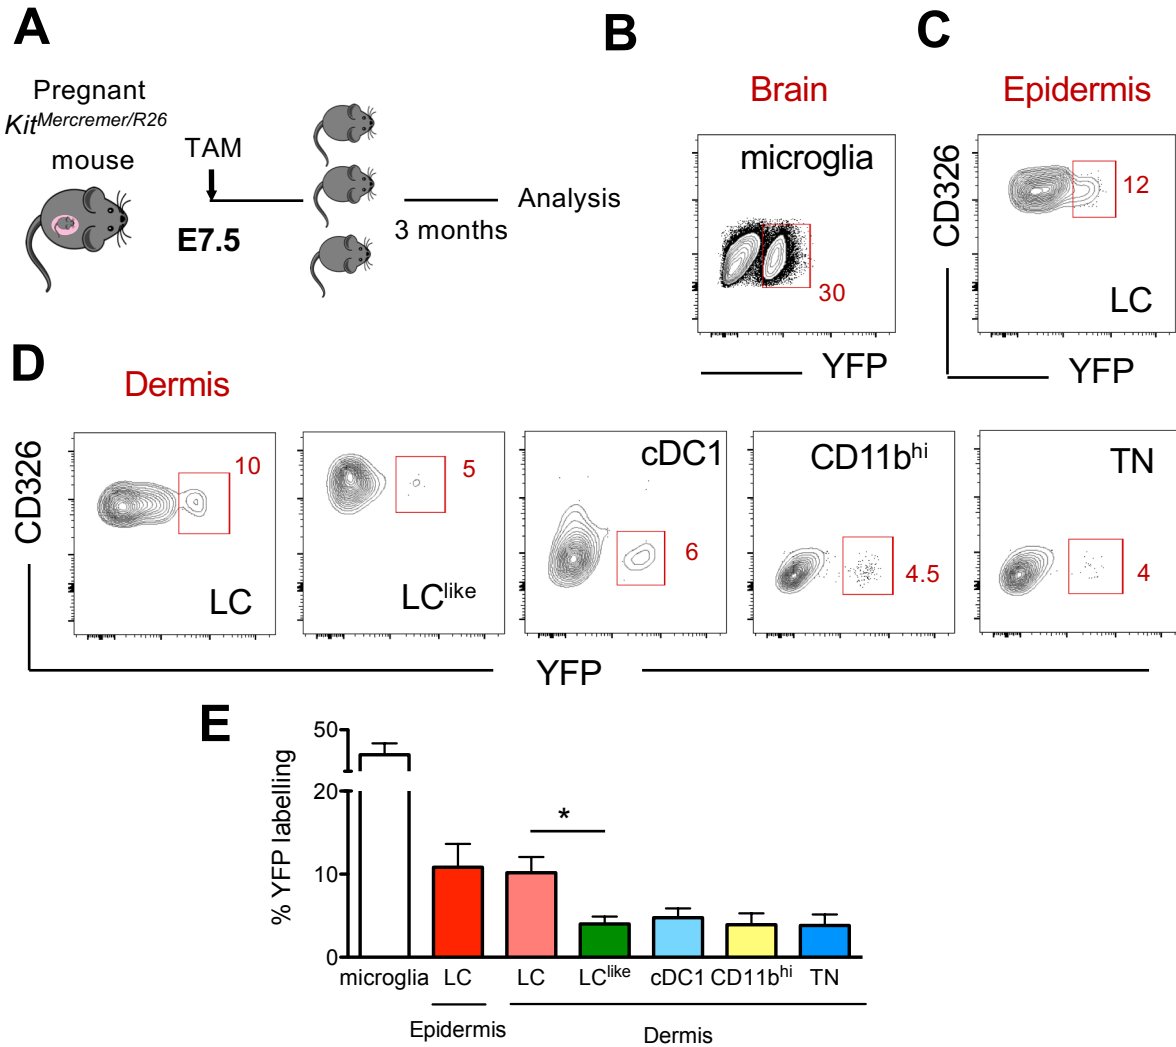 A
Pregnant
Kit^Mercremer/R26
mouse
TAM
E7.5
3 months
Analysis
B
Brain
microglia
30
YFP
C
Epidermis
CD326
12
LC
YFP
D
Dermis
CD326
10
LC
5
LC^like
cDC1
6
CD11b^hi
4.5
TN
4
YFP
E
% YFP labelling
50
20
10
0
*
microglia LC LC LC^like cDC1 CD11b^hi TN
Epidermis Dermis